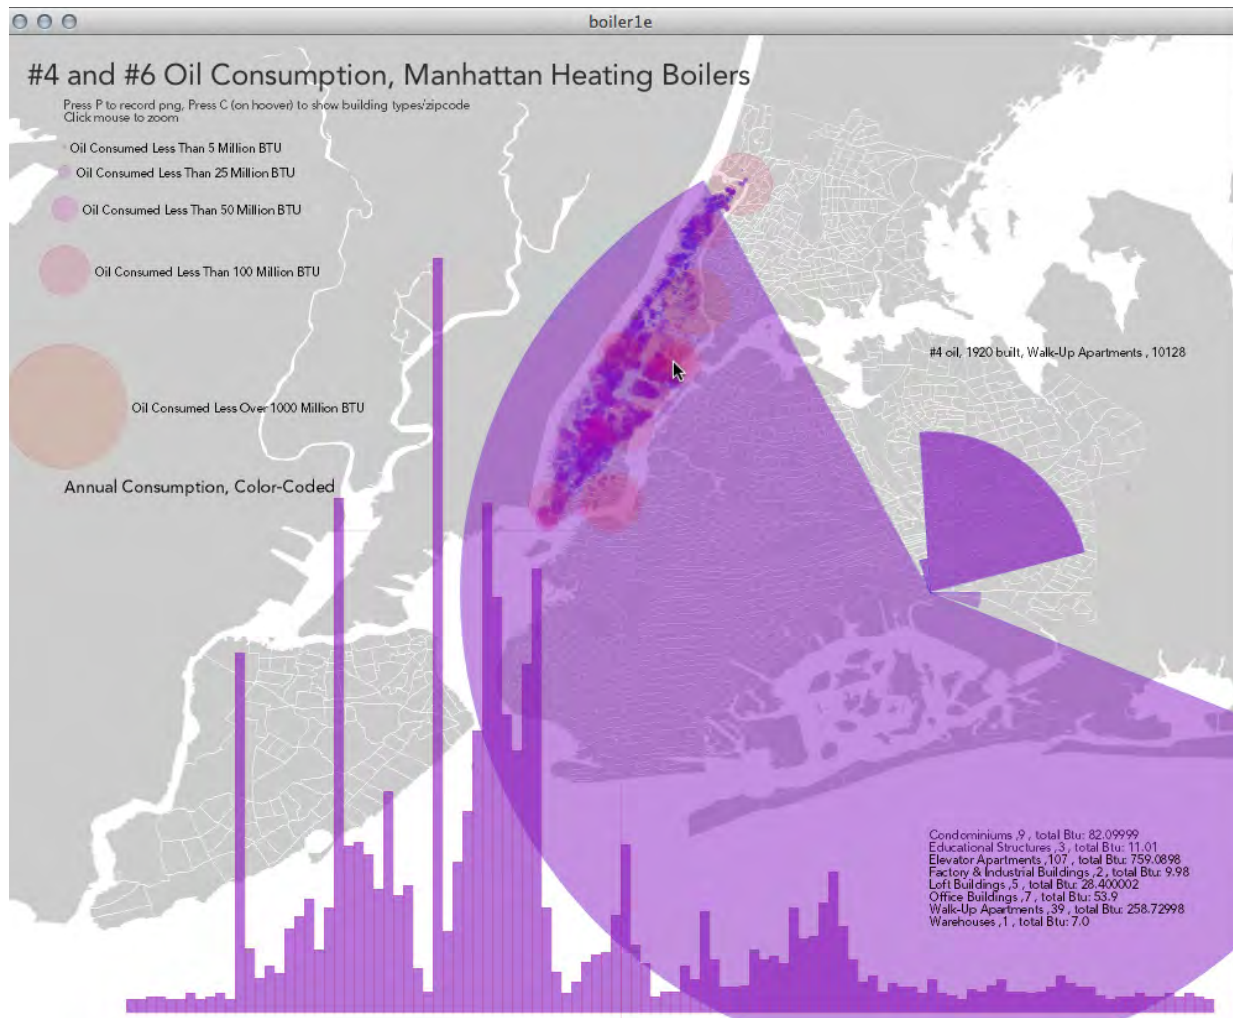 boiler1e
#4 and #6 Oil Consumption, Manhattan Heating Boilers
Press P to record png, Press C (on hoover) to show building types/zipcode
Click mouse to zoom
Oil Consumed Less Than 5 Million BTU
Oil Consumed Less Than 25 Million BTU
Oil Consumed Less Than 50 Million BTU
Oil Consumed Less Than 100 Million BTU
#4 oil, 1920 built, Walk-Up Apartments , 10128
Oil Consumed Less Over 1000 Million BTU
Annual Consumption, Color-Coded
Condominiums ,9 , total Btu: 82.09999
Educational Structures ,3 , total Btu: 11.01
Elevator Apartments ,107 , total Btu: 759.0898
Factory & Industrial Buildings ,2 , total Btu: 9.98
Loft Buildings ,5 , total Btu: 28.400002
Office Buildings ,7 , total Btu: 53.9
Walk-Up Apartments ,39 , total Btu: 258.72998
Warehouses ,1 , total Btu: 7.0